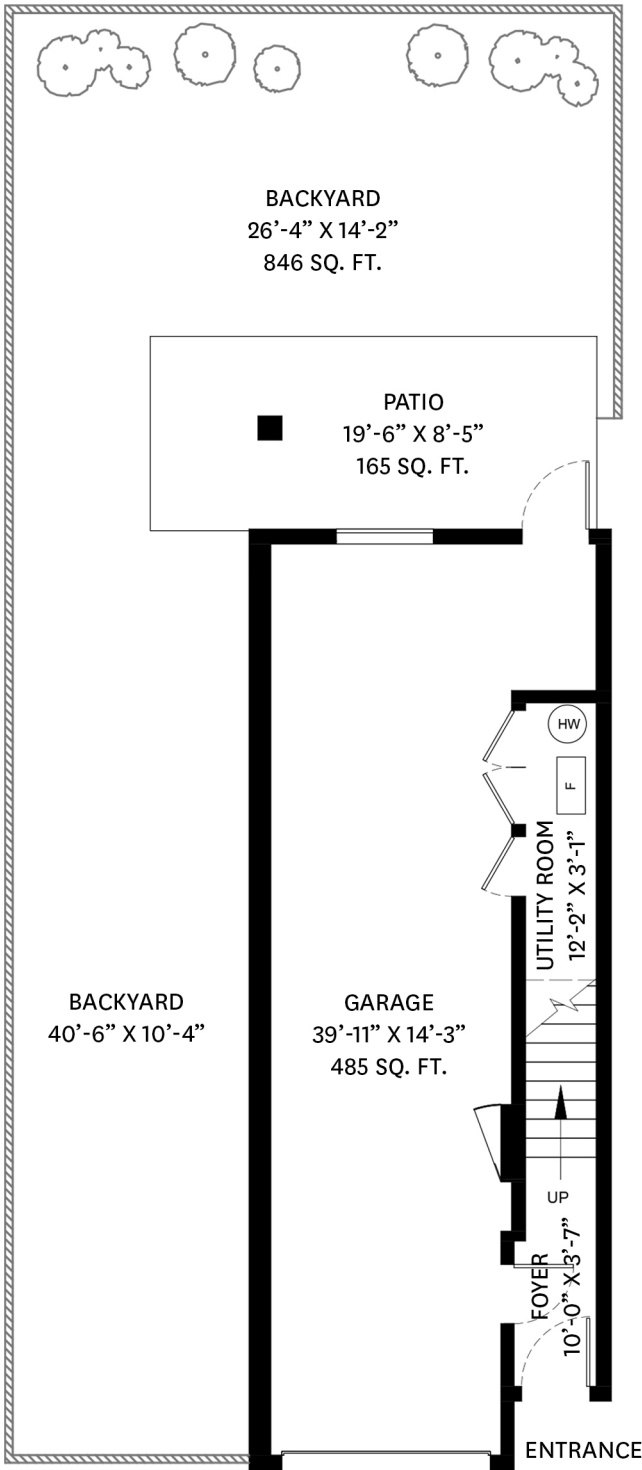 BACKYARD
26’-4” X 14’-2”
846 SQ. FT.
PATIO
19’-6” X 8’-5”
165 SQ. FT.
HW
F
UTILITY ROOM
12’-2” X 3’-1”
BACKYARD
40’-6” X 10’-4”
GARAGE
39’-11” X 14’-3”
485 SQ. FT.
UP
FOYER
10’-0” X 3’-7”
ENTRANCE